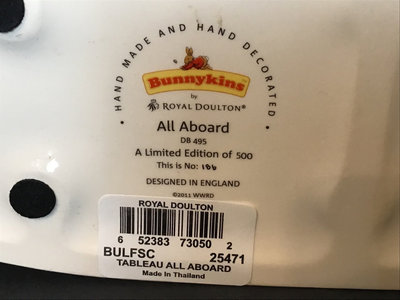 HAND MADE AND HAND DECORATED
Bunnykins
by
ROYAL DOULTON®
All Aboard
DB 495
A Limited Edition of 500
This is No: 186
DESIGNED IN ENGLAND
©2011 WWRD
ROYAL DOULTON
6 52383 73050 2
BULFSC 25471
TABLEAU ALL ABOARD
Made In Thailand